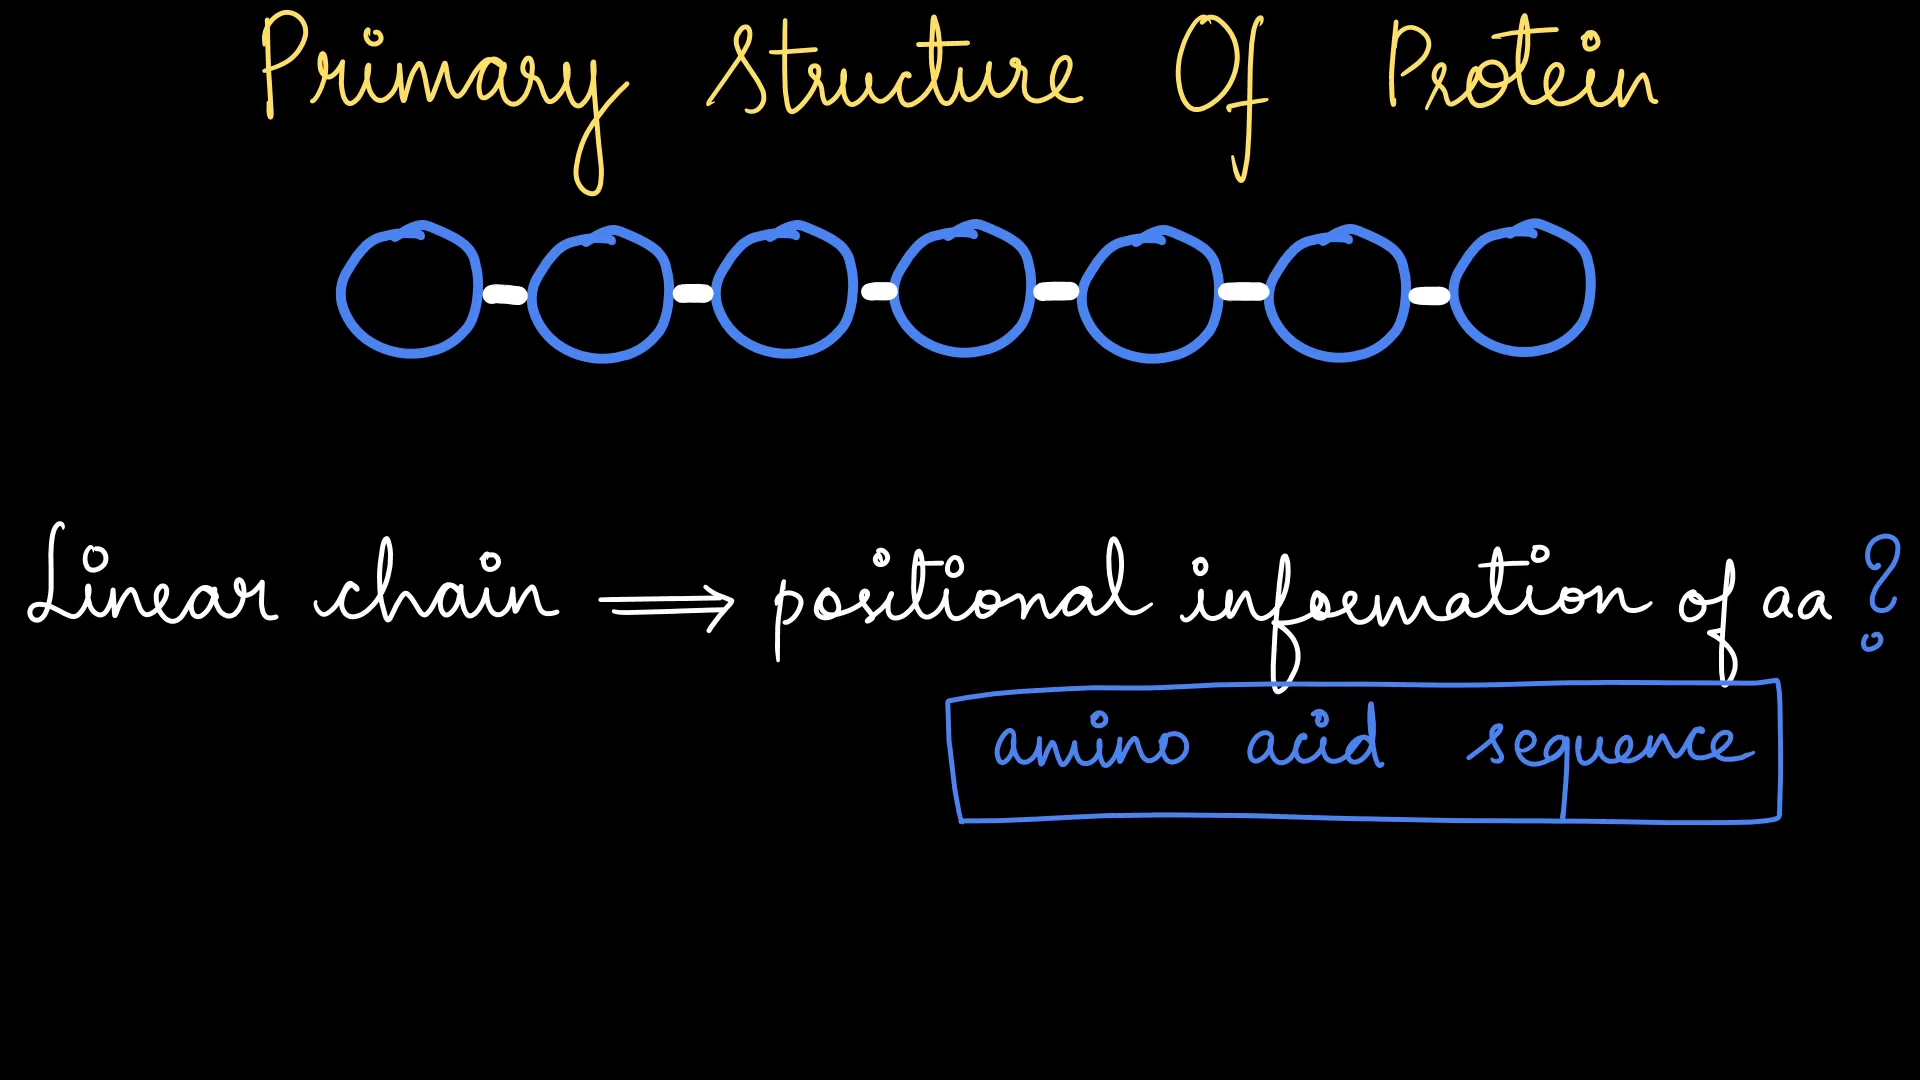 Primary Structure Of Protein
Linear chain ⟹ positional information of aa ?
amino acid sequence